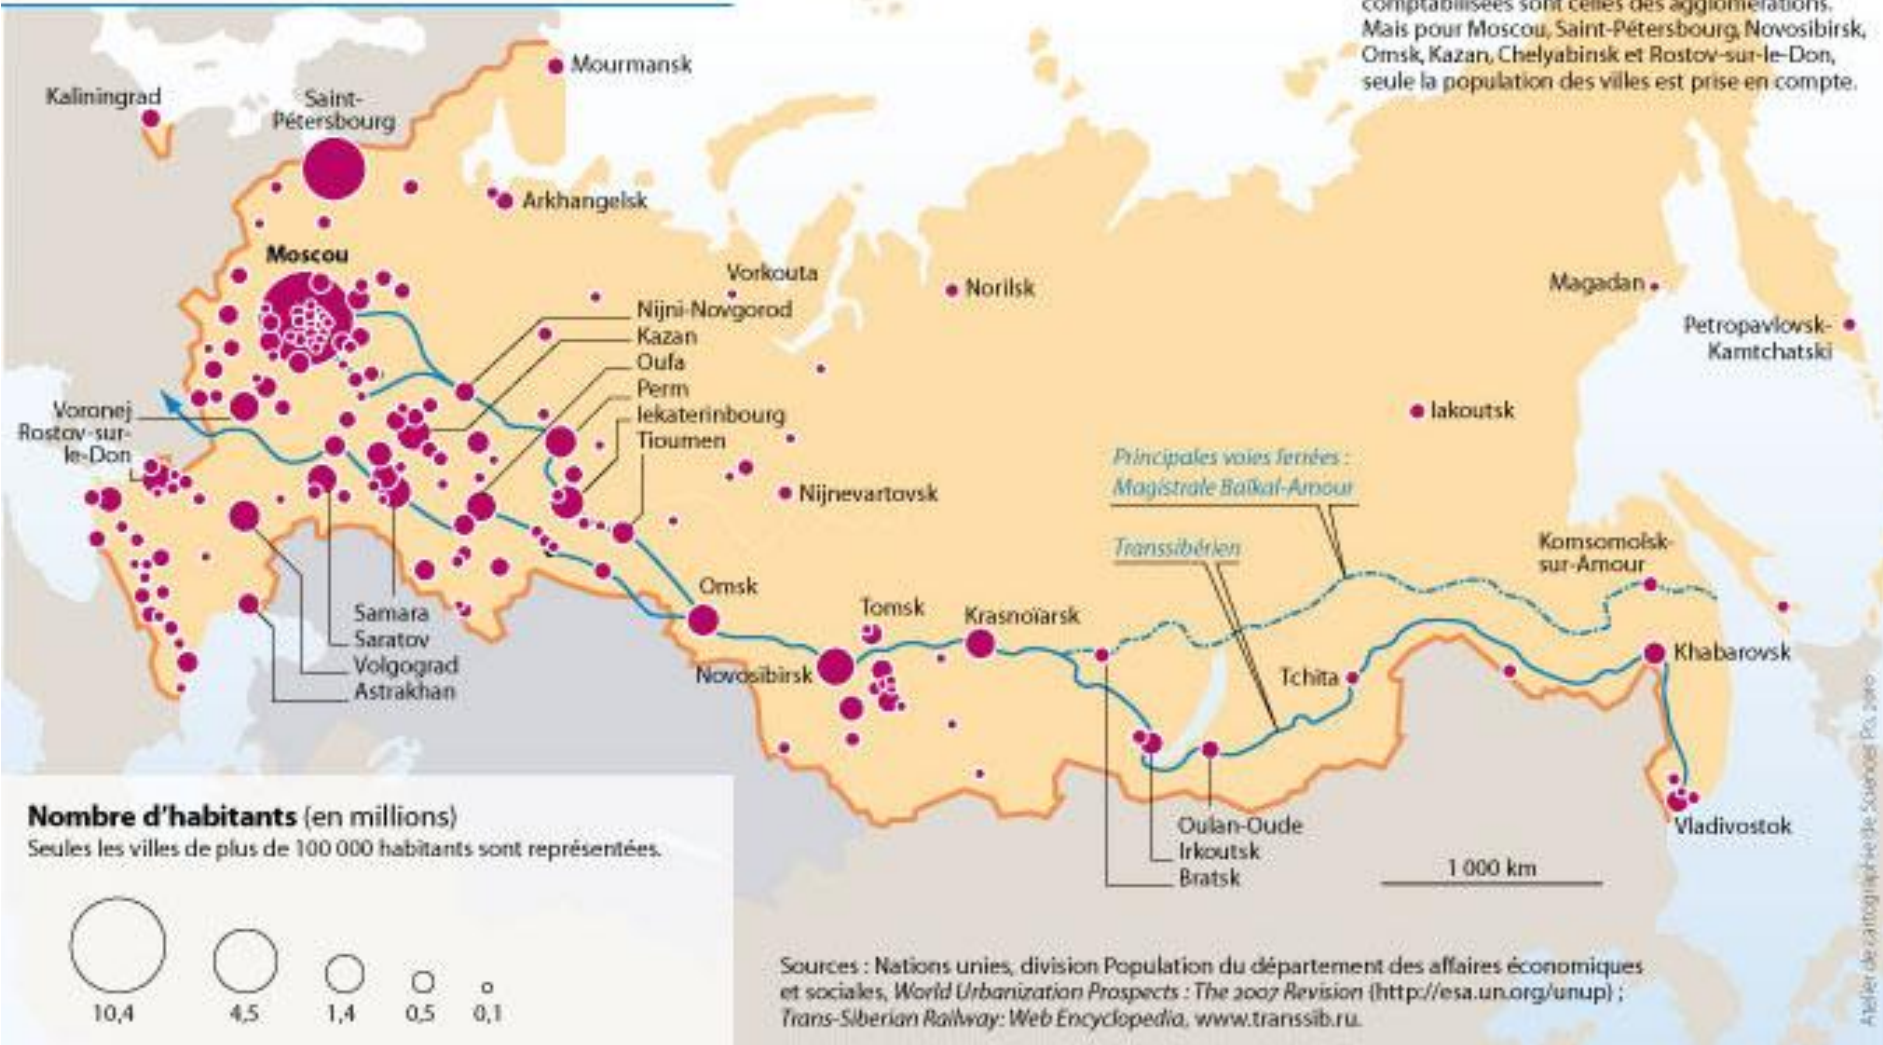 comptabilisées sont celles des agglomérations.
Mais pour Moscou, Saint-Pétersbourg, Novosibirsk,
Omsk, Kazan, Chelyabinsk et Rostov-sur-le-Don,
seule la population des villes est prise en compte.
Mourmansk
Kaliningrad
Saint-
Pétersbourg
Arkhangelsk
Moscou
Vorkouta
Norilsk
Magadan
Nijni-Novgorod
Kazan
Oufa
Perm
Iekaterinbourg
Tioumen
Petropavlovsk-
Kamtchatski
Voronej
Rostov-sur-
le-Don
Iakoutsk
Principales voies ferrées :
Magistrale Baïkal-Amour
Nijnevartovsk
Transsibérien
Komsomolsk-
sur-Amour
Omsk
Tomsk
Krasnoïarsk
Samara
Saratov
Volgograd
Astrakhan
Novosibirsk
Tchita
Khabarovsk
Oulan-Oude
Irkoutsk
Bratsk
Vladivostok
1 000 km
Nombre d'habitants (en millions)
Seules les villes de plus de 100 000 habitants sont représentées.
10,4 4,5 1,4 0,5 0,1
Sources : Nations unies, division Population du département des affaires économiques
et sociales, World Urbanization Prospects : The 2007 Revision (http://esa.un.org/unup) ;
Trans-Siberian Railway: Web Encyclopedia, www.transsib.ru.
Atelier de cartographie de Sciences Po, 2010